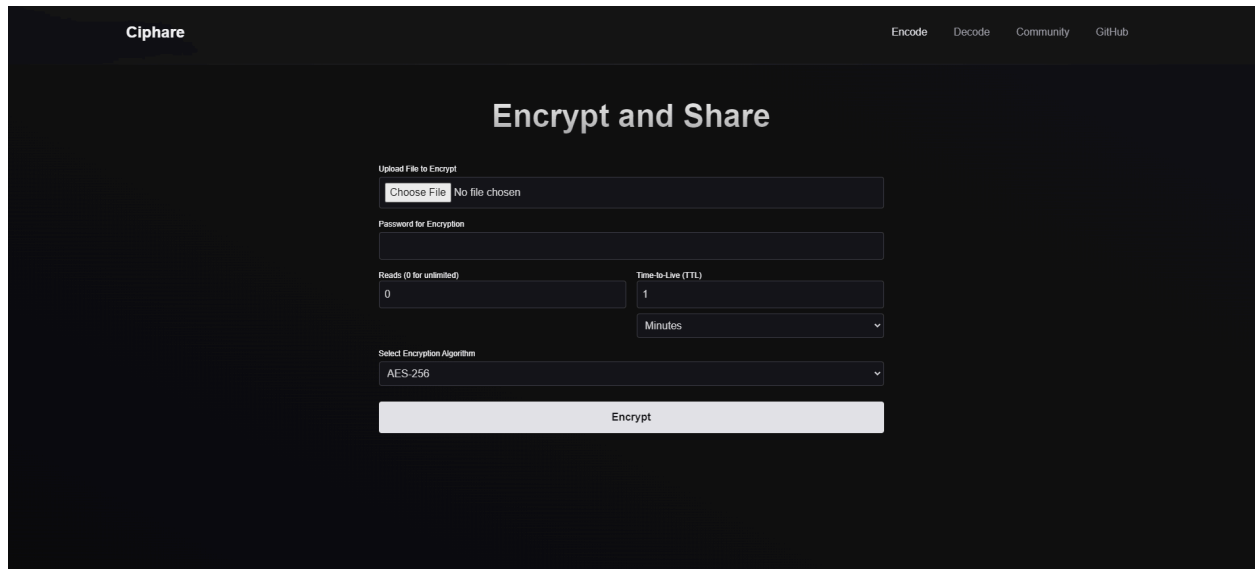 Ciphare
Encode Decode Community GitHub
Encrypt and Share
Upload File to Encrypt
Choose File No file chosen
Password for Encryption
Reads (0 for unlimited)
0
Time-to-Live (TTL)
1
Minutes
Select Encryption Algorithm
AES-256
Encrypt